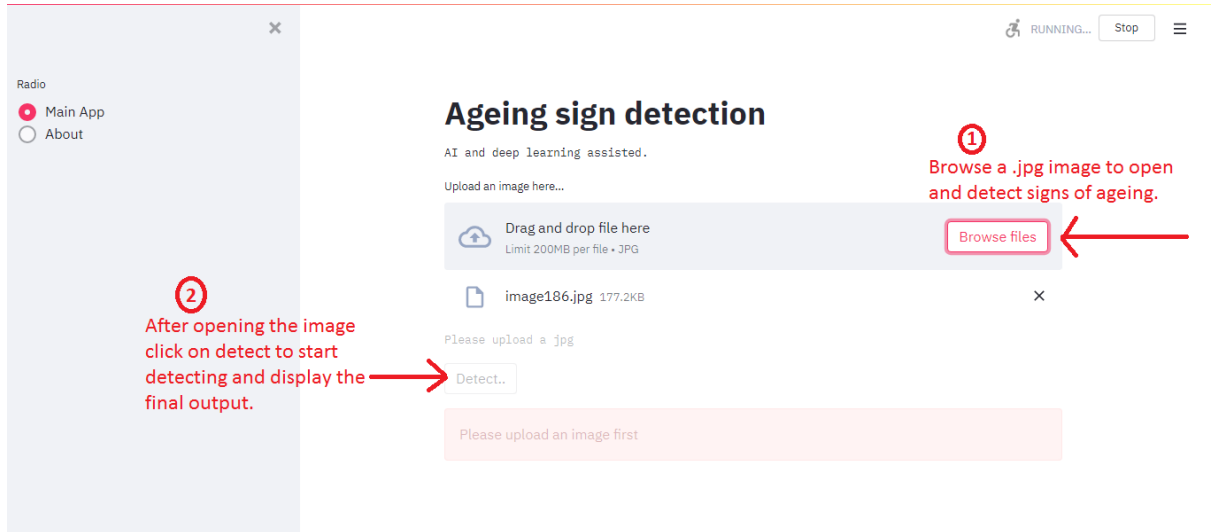 RUNNING...
Stop
Radio
Main App
About
Ageing sign detection
AI and deep learning assisted.
Upload an image here...
1
Browse a .jpg image to open
and detect signs of ageing.
Drag and drop file here
Limit 200MB per file • JPG
Browse files
image186.jpg 177.2KB
2
After opening the image
click on detect to start
detecting and display the
final output.
Please upload a jpg
Detect..
Please upload an image first